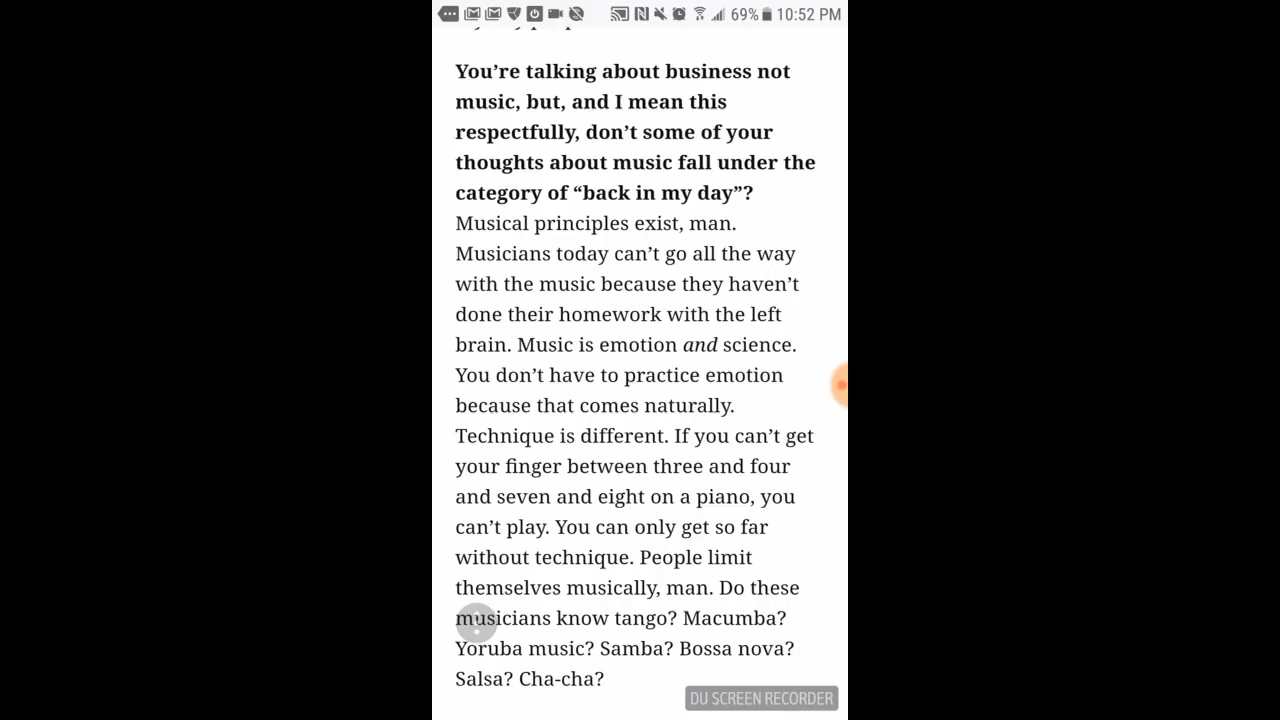 69% 10:52 PM
You’re talking about business not
music, but, and I mean this
respectfully, don’t some of your
thoughts about music fall under the
category of “back in my day”?
Musical principles exist, man.
Musicians today can’t go all the way
with the music because they haven’t
done their homework with the left
brain. Music is emotion and science.
You don’t have to practice emotion
because that comes naturally.
Technique is different. If you can’t get
your finger between three and four
and seven and eight on a piano, you
can’t play. You can only get so far
without technique. People limit
themselves musically, man. Do these
musicians know tango? Macumba?
Yoruba music? Samba? Bossa nova?
Salsa? Cha-cha?
DU SCREEN RECORDER